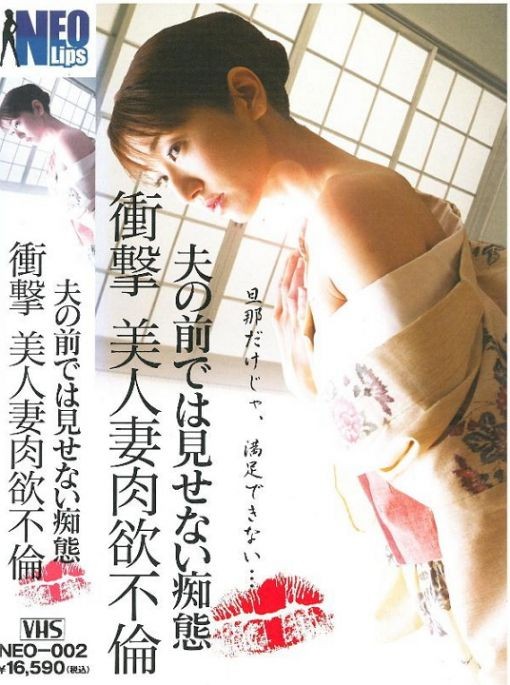 NEO
Lips
夫の前では見せない痴態
衝撃 美人妻肉欲不倫
VHS
NEO−002
¥16,590(税込)
旦那だけじゃ、満足できない…
夫の前では見せない痴態
衝撃 美人妻肉欲不倫